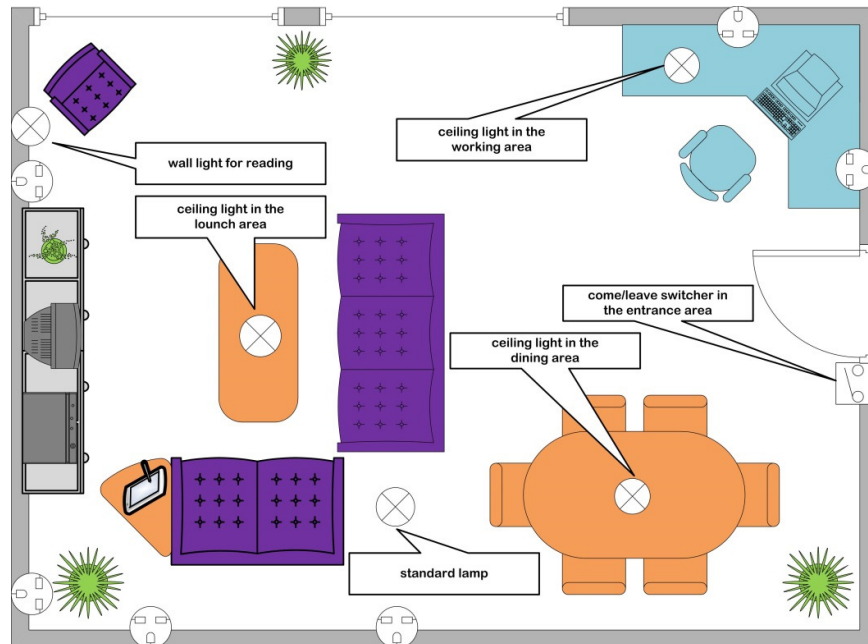 ceiling light in the
working area
wall light for reading
ceiling light in the
lounch area
come/leave switcher in
the entrance area
ceiling light in the
dining area
standard lamp